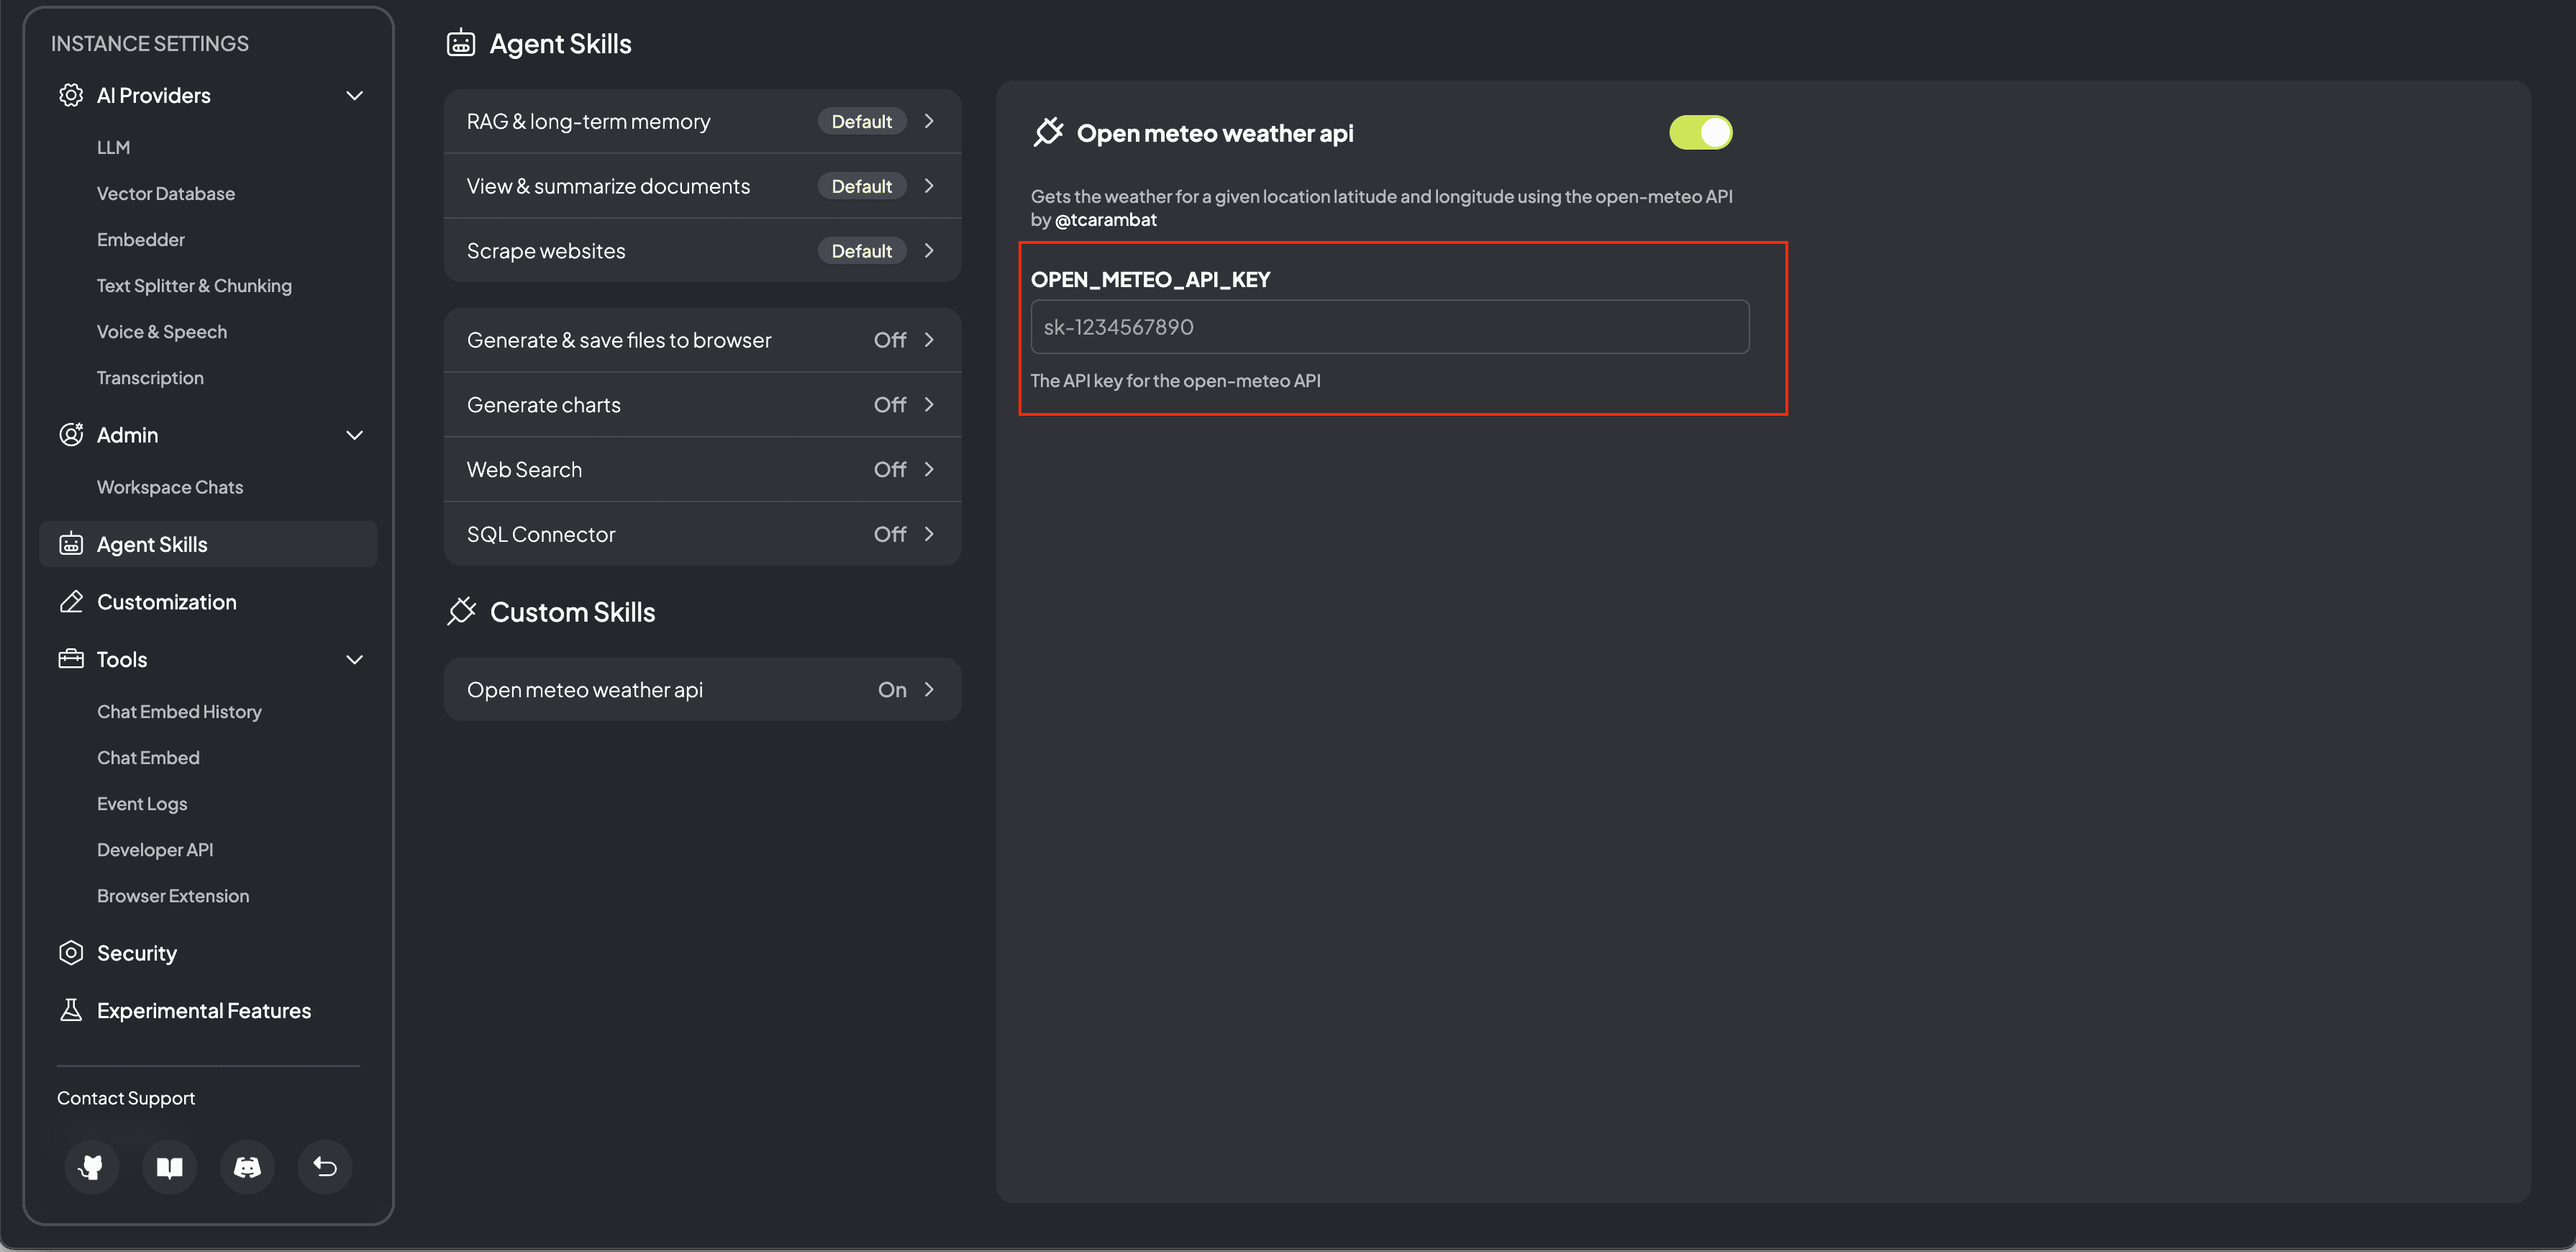 INSTANCE SETTINGS
AI Providers
LLM
Vector Database
Embedder
Text Splitter & Chunking
Voice & Speech
Transcription
Admin
Workspace Chats
Agent Skills
Customization
Tools
Chat Embed History
Chat Embed
Event Logs
Developer API
Browser Extension
Security
Experimental Features
Contact Support
Agent Skills
RAG & long-term memory Default
View & summarize documents Default
Scrape websites Default
Generate & save files to browser Off
Generate charts Off
Web Search Off
SQL Connector Off
Custom Skills
Open meteo weather api On
Open meteo weather api
Gets the weather for a given location latitude and longitude using the open-meteo API
by @tcarambat
OPEN_METEO_API_KEY
sk-1234567890
The API key for the open-meteo API